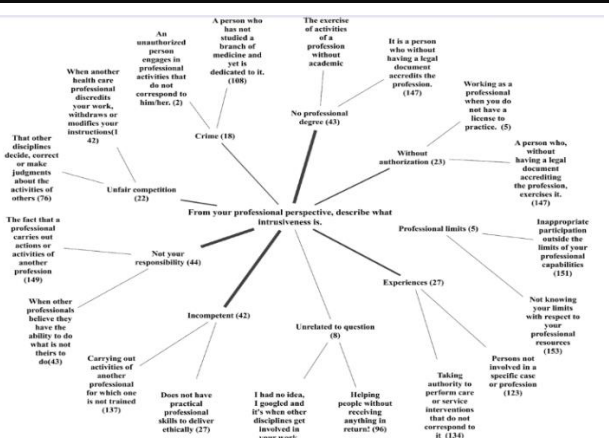 A person who
has not
studied a
branch of
medicine and
yet is
dedicated to it.
(108)
The exercise
of activities
of a
profession
without
academic
An
unauthorized
person
engages in
professional
activities that
do not
correspond to
him/her. (2)
It is a person
who without
having a legal
document
accredits the
profession.
(147)
When another
health care
professional
discredits
your work,
withdraws or
modifies your
instructions(1
42)
Working as a
professional
when you do
not have a
license to
practice. (5)
No professional
degree (43)
Crime (18)
That other
disciplines
decide, correct
or make
judgments
about the
activities of
others (76)
Without
authorization (23)
A person who,
without
having a legal
document
accrediting
the profession,
exercises it.
(147)
Unfair competition
(22)
From your professional perspective, describe what
intrusiveness is.
The fact that a
professional
carries out
actions or
activities of
another
profession
(149)
Professional limits (5)
Inappropriate
participation
outside the
limits of your
professional
capabilities
(151)
Not your
responsibility (44)
Experiences (27)
When other
professionals
believe they
have the
ability to do
what is not
theirs to
do(43)
Incompetent (42)
Unrelated to question
(8)
Not knowing
your limits
with respect to
your
professional
resources
(153)
Carrying out
activities of
another
professional
for which one
is not trained
(137)
Does not have
practical
professional
skills to deliver
ethically (27)
I had no idea,
I googled and
it's when other
disciplines get
involved in
your work
Helping
people without
receiving
anything in
return! (96)
Taking
authority to
perform care
or service
interventions
that do not
correspond to
it (134)
Persons not
involved in a
specific case
or profession
(123)